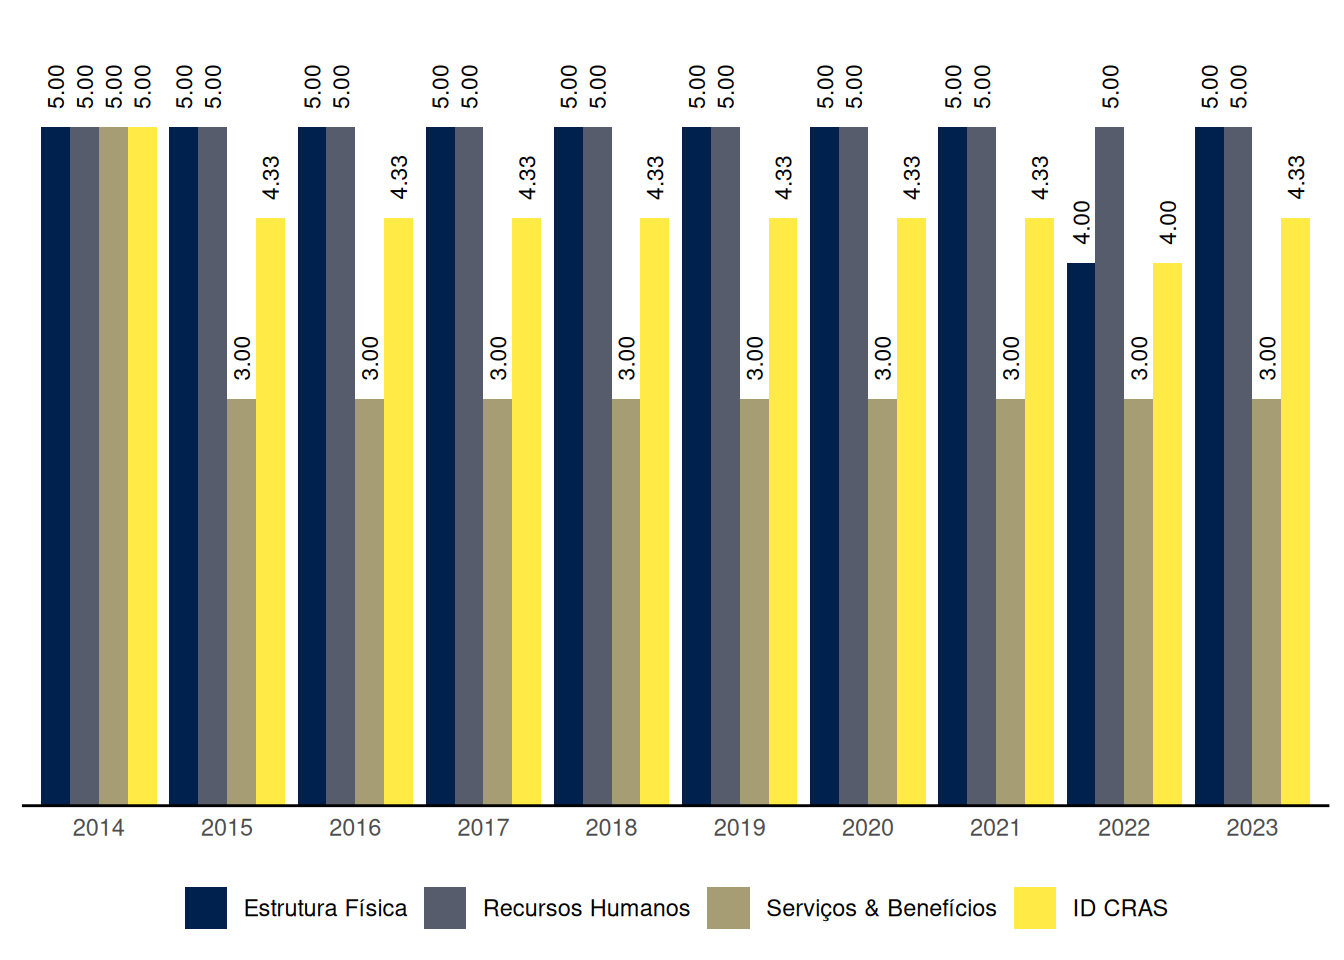 5.00 5.00 5.00 5.00 5.00 5.00 3.00 4.33 5.00 5.00 3.00 4.33 5.00 5.00 3.00 4.33 5.00 5.00 3.00 4.33 5.00 5.00 3.00 4.33 5.00 5.00 3.00 4.33 5.00 5.00 3.00 4.33 4.00 5.00 3.00 4.00 5.00 5.00 3.00 4.33
2014 2015 2016 2017 2018 2019 2020 2021 2022 2023
Estrutura Física Recursos Humanos Serviços & Benefícios ID CRAS